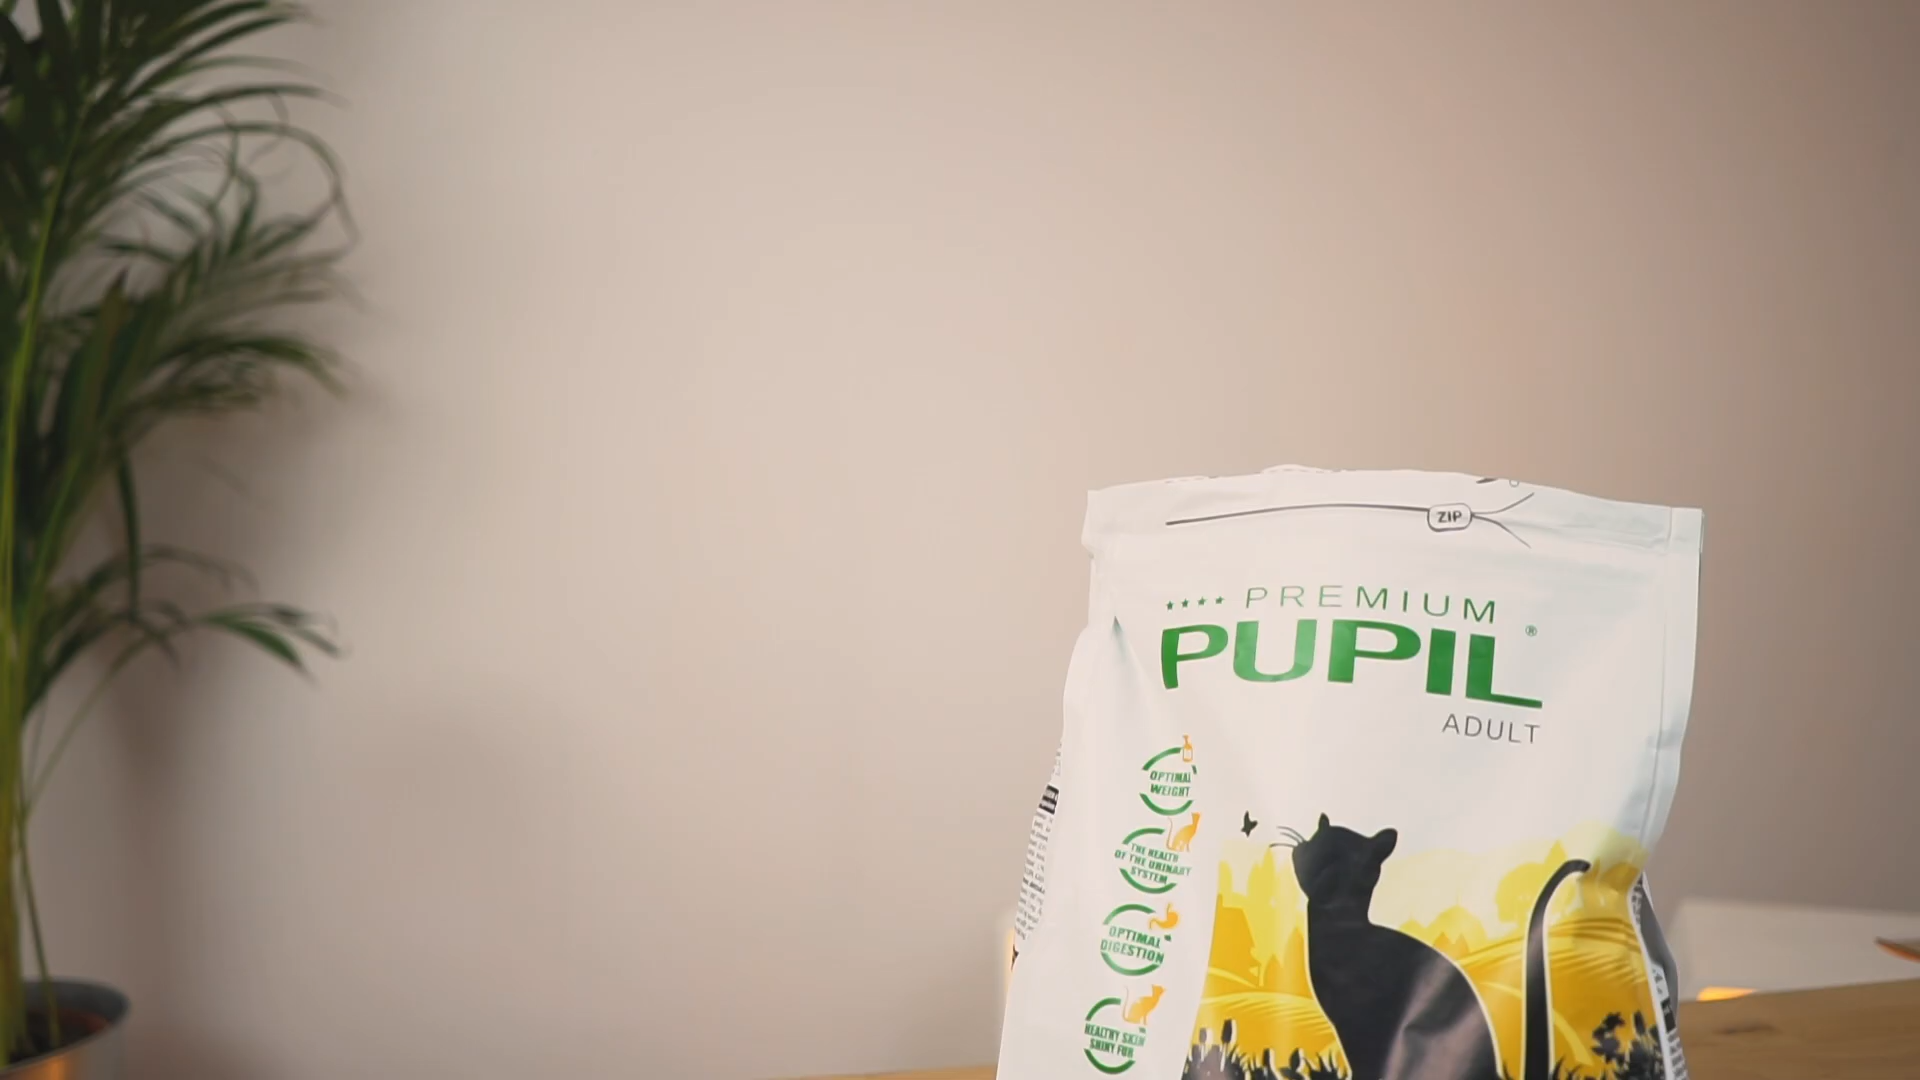 ZIP
PREMIUM
PUPIL®
ADULT
OPTIMAL
WEIGHT
THE HEALTH
OF THE URINARY
SYSTEM
OPTIMAL
DIGESTION
HEALTHY SKIN
SHINY FUR